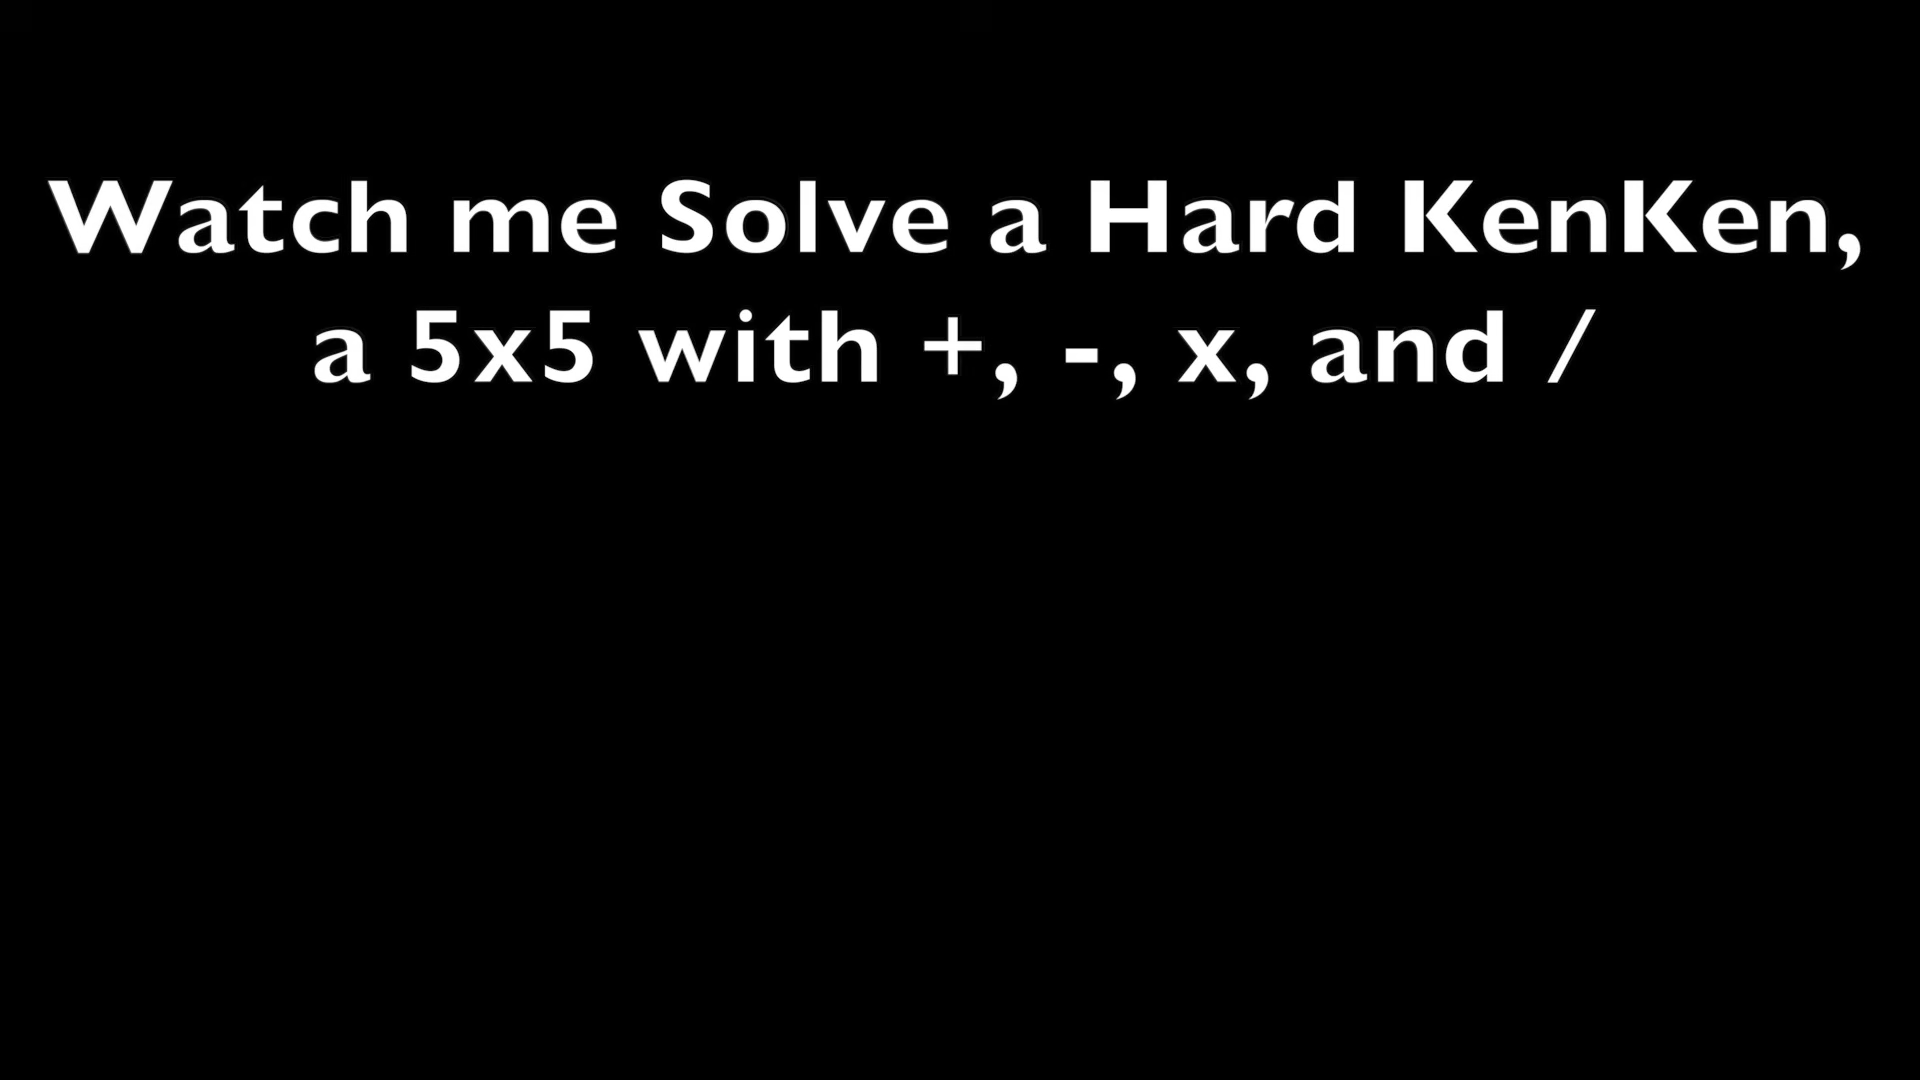 Watch me Solve a Hard KenKen,
a 5x5 with +, -, x, and /